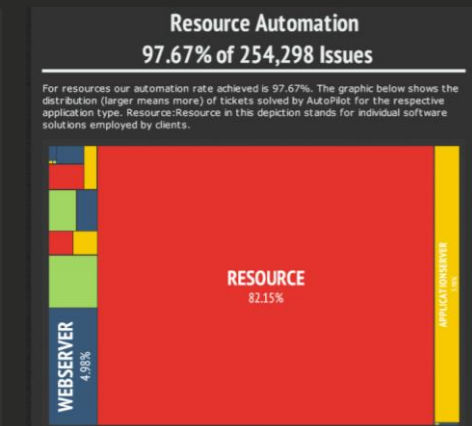 Resource Automation
97.67% of 254,298 Issues
For resources our automation rate achieved is 97.67%. The graphic below shows the
distribution (larger means more) of tickets solved by AutoPilot for the respective
application type. Resource:Resource in this depiction stands for individual software
solutions employed by clients.
RESOURCE
82.15%
WEBSERVER
4.98%
APPLICATIONSERVER